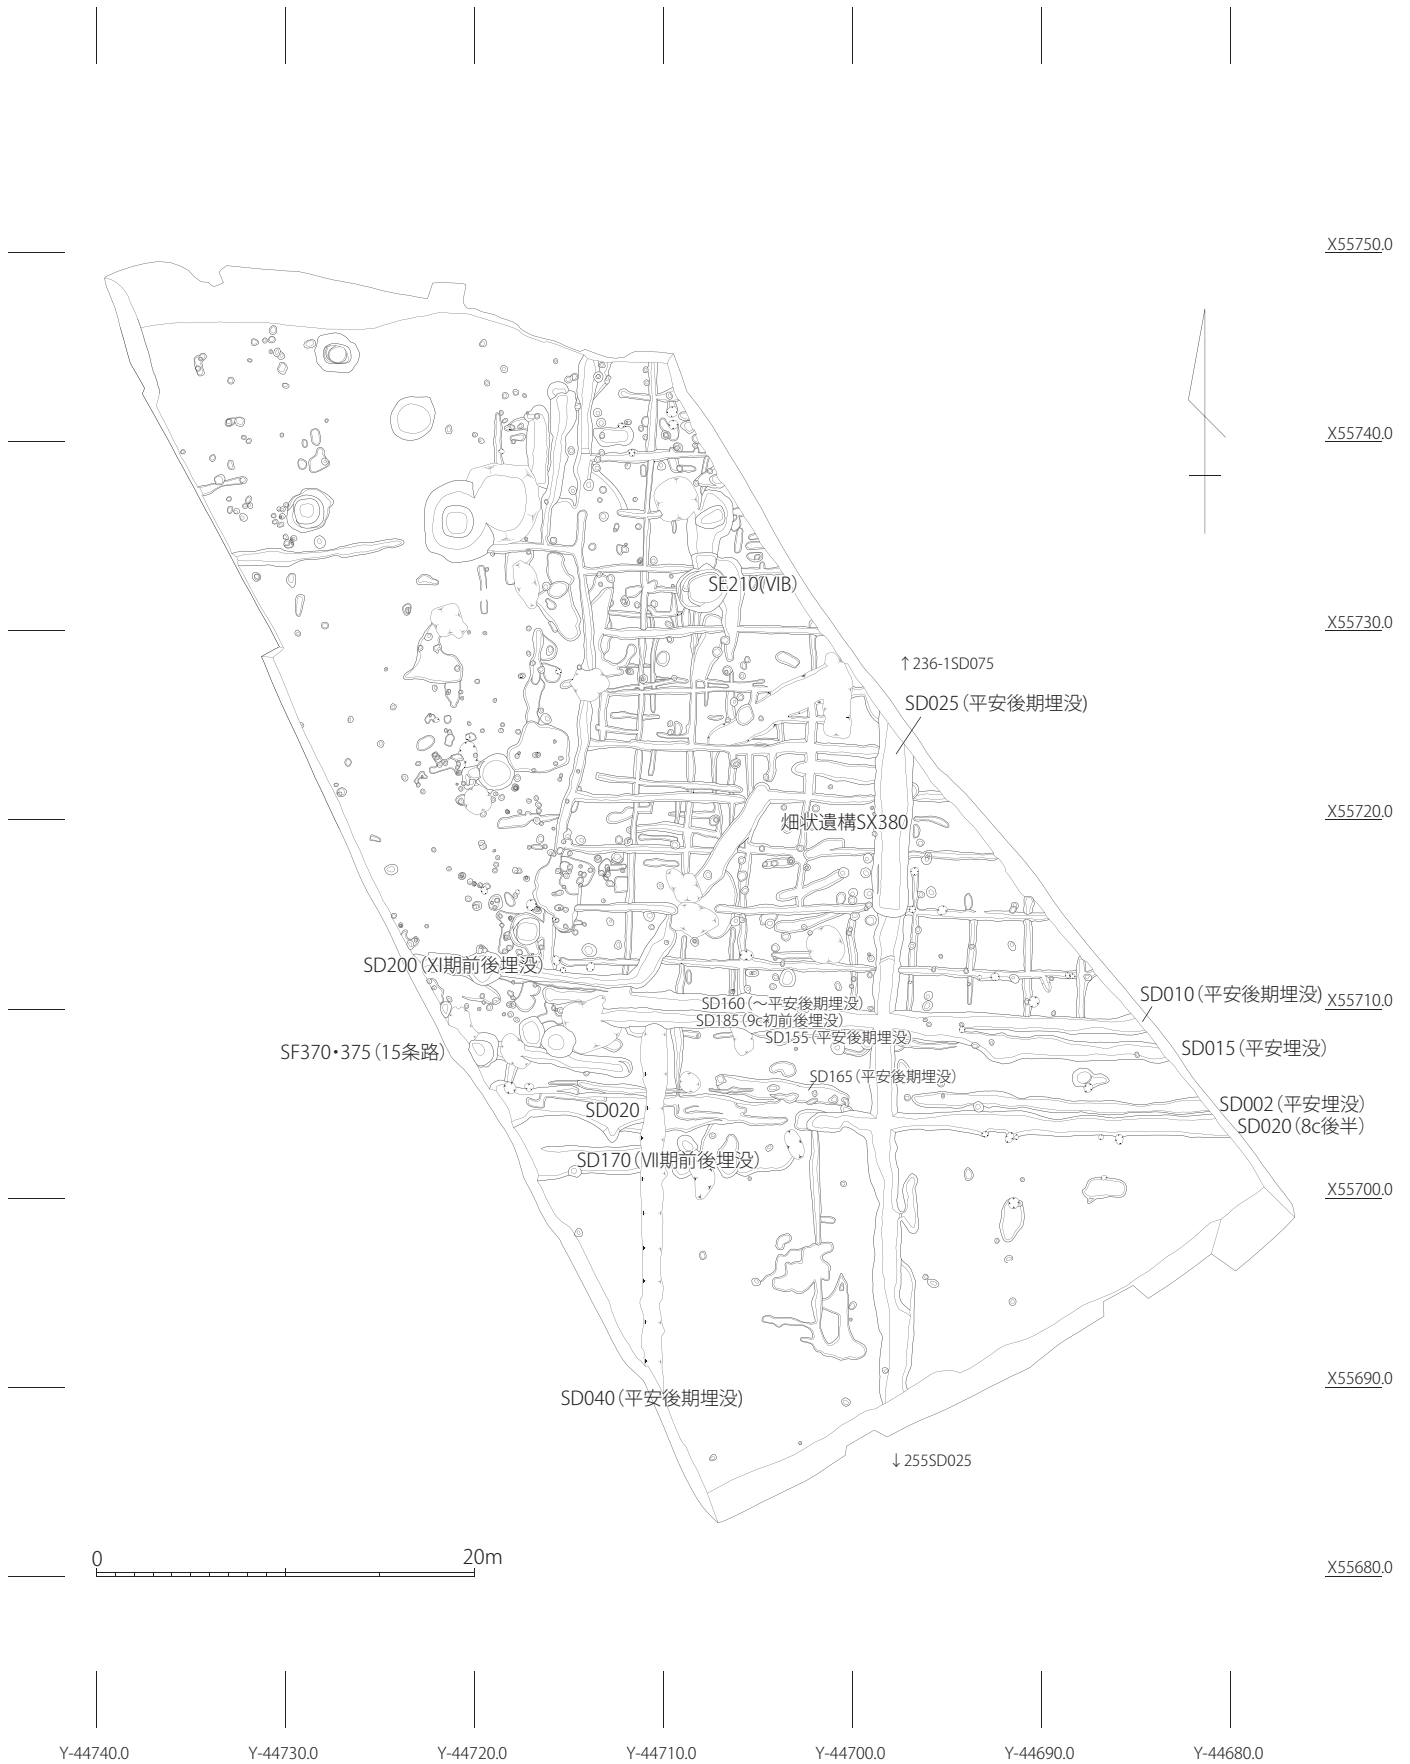 X55750.0
X55740.0
SE210(VIB)
X55730.0
↑236-1SD075
SD025（平安後期埋没)
X55720.0
畑状遺構SX380
SD200（XI期前後埋没）
SD160（～平安後期埋没）
SD010（平安後期埋没）
X55710.0
SD185（9c初前後埋没）
SD155（平安後期埋没）
SF370・375（15条路）
SD015（平安埋没）
SD165（平安後期埋没）
SD020
SD002（平安埋没）
SD020（8c後半）
SD170（Ⅶ期前後埋没）
X55700.0
X55690.0
SD040（平安後期埋没)
↓255SD025
0 20m
X55680.0
Y-44740.0 Y-44730.0 Y-44720.0 Y-44710.0 Y-44700.0 Y-44690.0 Y-44680.0